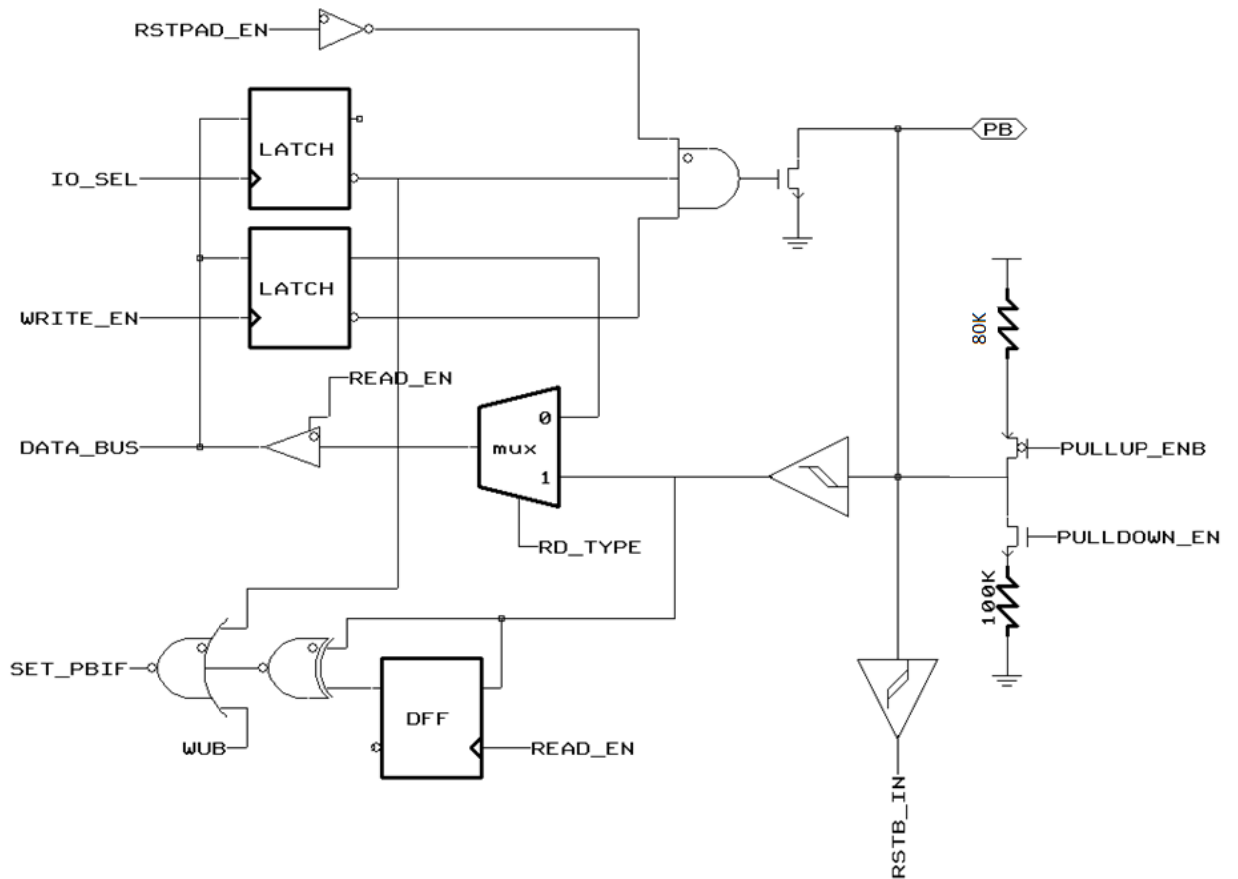 RSTPAD_EN
PB
LATCH
IO_SEL
LATCH
WRITE_EN
80K
READ_EN
0
DATA_BUS
mux
PULLUP_ENB
1
RD_TYPE
PULLDOWN_EN
100K
SET_PBIF
DFF
WUB
READ_EN
RSTB_IN